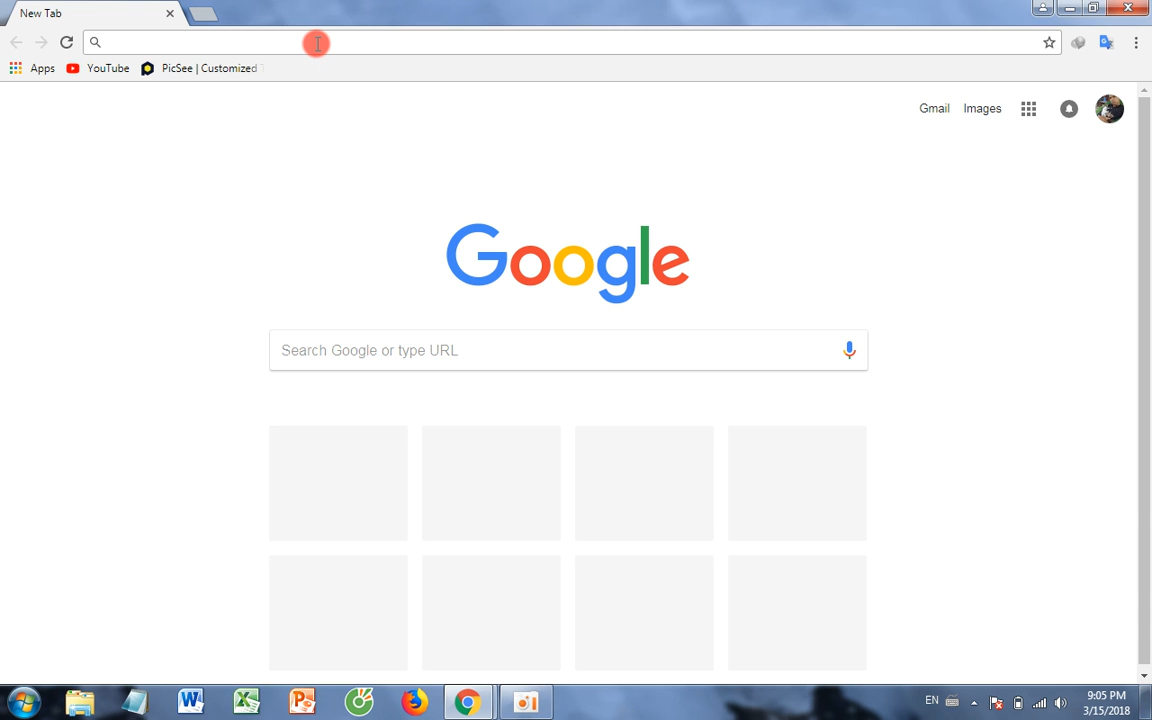 New Tab
Apps
YouTube
PicSee | Customized
Gmail
Images
Google
Search Google or type URL
EN
9:05 PM
3/15/2018